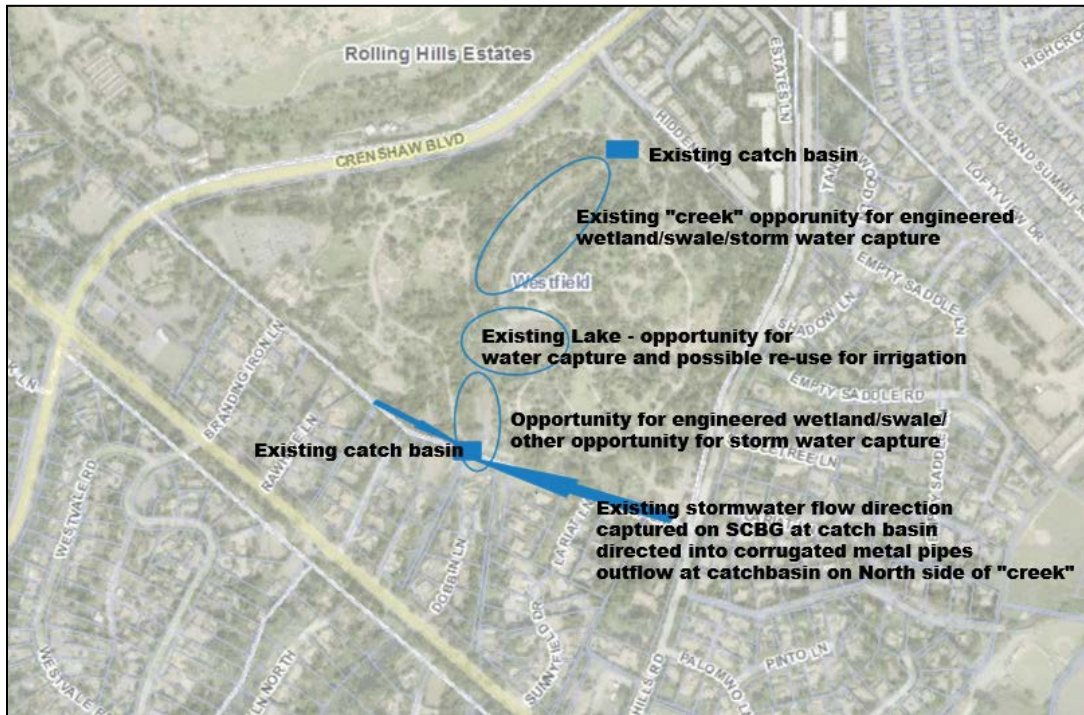 Rolling Hills Estates
CRENSHAW BLVD
ESTATES LN
HIGHCRO
GRAND SUMMIT
LOFTYVIEW DR
Existing catch basin
Existing "creek" opporunity for engineered
wetland/swale/storm water capture
Westfield
EMPTY SADDLE LN
SHADOW LN
Existing Lake - opportunity for
water capture and possible re-use for irrigation
BRANDING IRON LN
EMPTY SADDLE RD
Opportunity for engineered wetland/swale/
other opportunity for storm water capture
Existing catch basin
WESTVALE RD
Existing stormwater flow direction
captured on SCBG at catch basin
directed into corrugated metal pipes
outflow at catchbasin on North side of "creek"
LARIAT LN
DOBBIN LN
SUNNYFIELD DR
HILLS RD
PALOMINO LN
PINTO LN
LN NORTH